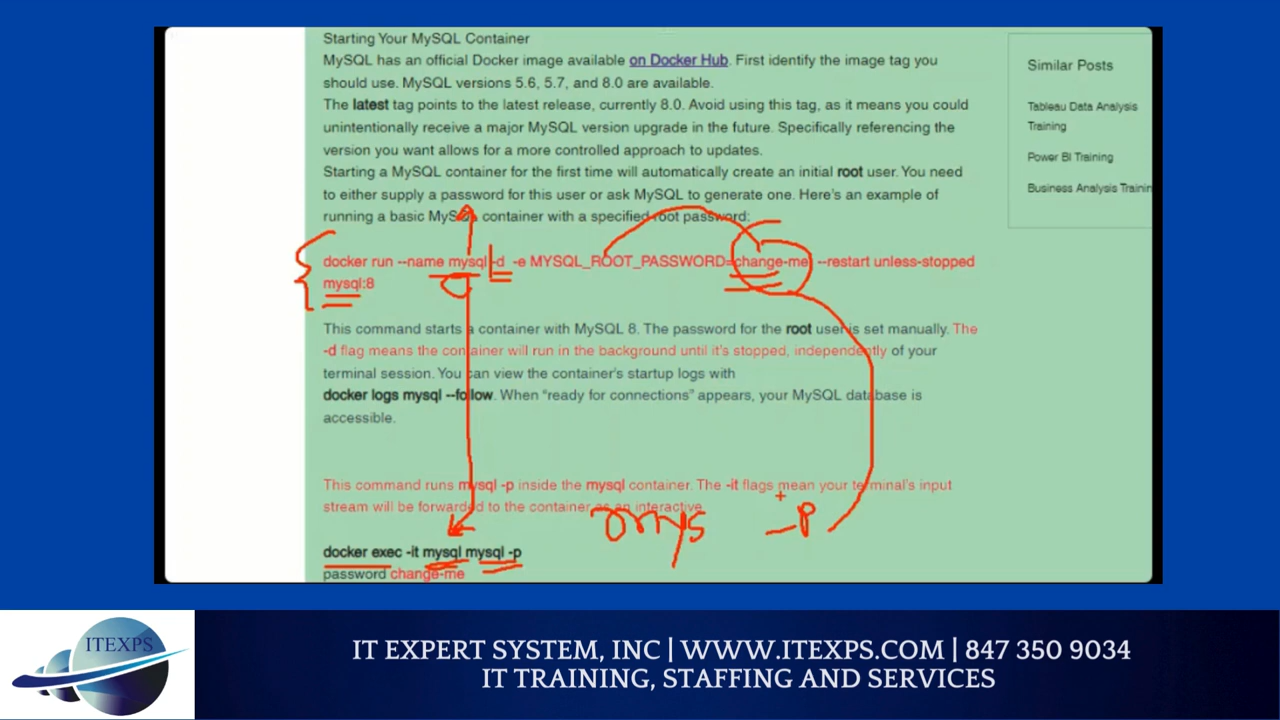 Starting Your MySQL Container
MySQL has an official Docker image available on Docker Hub. First identify the image tag you
should use. MySQL versions 5.6, 5.7, and 8.0 are available.
The latest tag points to the latest release, currently 8.0. Avoid using this tag, as it means you could
unintentionally receive a major MySQL version upgrade in the future. Specifically referencing the
version you want allows for a more controlled approach to updates.
Starting a MySQL container for the first time will automatically create an initial root user. You need
to either supply a password for this user or ask MySQL to generate one. Here's an example of
running a basic MySQL container with a specified root password:
docker run --name mysql -d -e MYSQL_ROOT_PASSWORD=change-me --restart unless-stopped
mysql:8
This command starts a container with MySQL 8. The password for the root user is set manually. The
-d flag means the container will run in the background until it's stopped, independently of your
terminal session. You can view the container's startup logs with
docker logs mysql --follow. When “ready for connections” appears, your MySQL database is
accessible.
This command runs mysql -p inside the mysql container. The -it flags mean your terminal's input
stream will be forwarded to the container as an interactive
-P
docker exec -it mysql mysql -p
password change-me
Similar Posts
Tableau Data Analysis
Training
Power BI Training
Business Analysis Trainin
ITEXPS
IT EXPERT SYSTEM, INC | WWW.ITEXPS.COM | 847 350 9034
IT TRAINING, STAFFING AND SERVICES